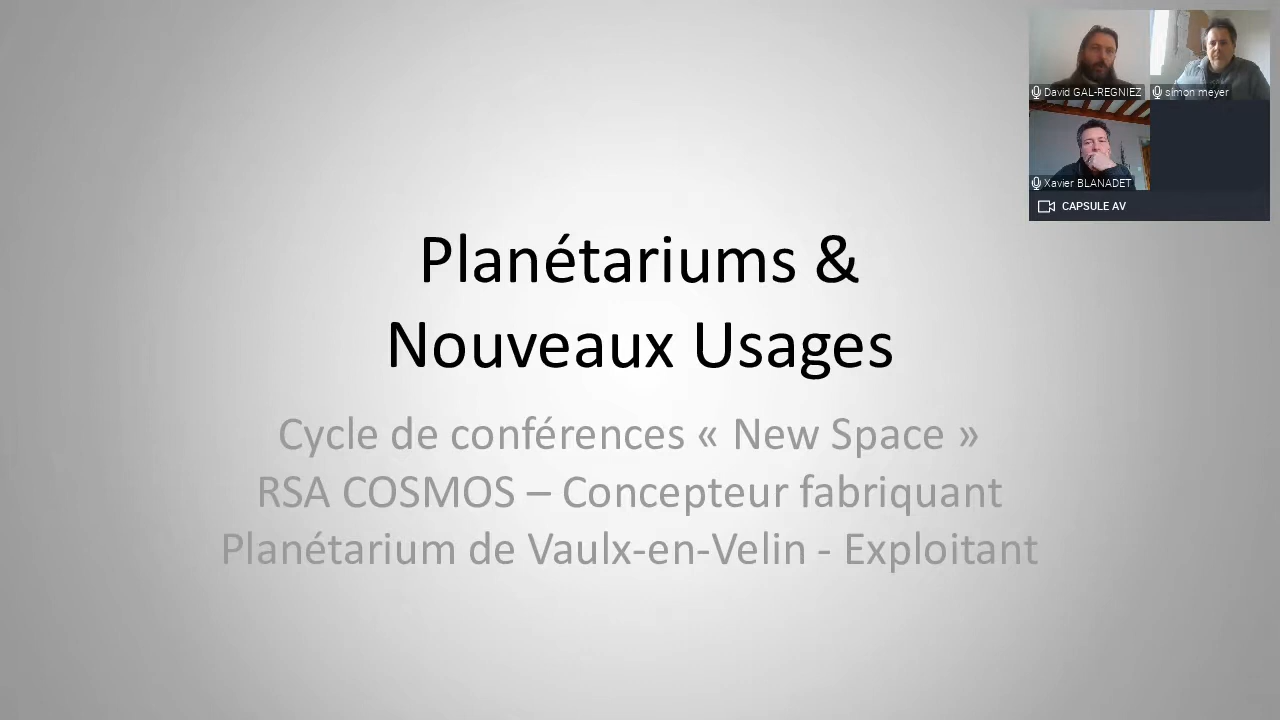 David GAL-REGNIEZ
simon meyer
Xavier BLANADET
CAPSULE AV
Planétariums &
Nouveaux Usages
Cycle de conférences « New Space »
RSA COSMOS – Concepteur fabriquant
Planétarium de Vaulx-en-Velin - Exploitant